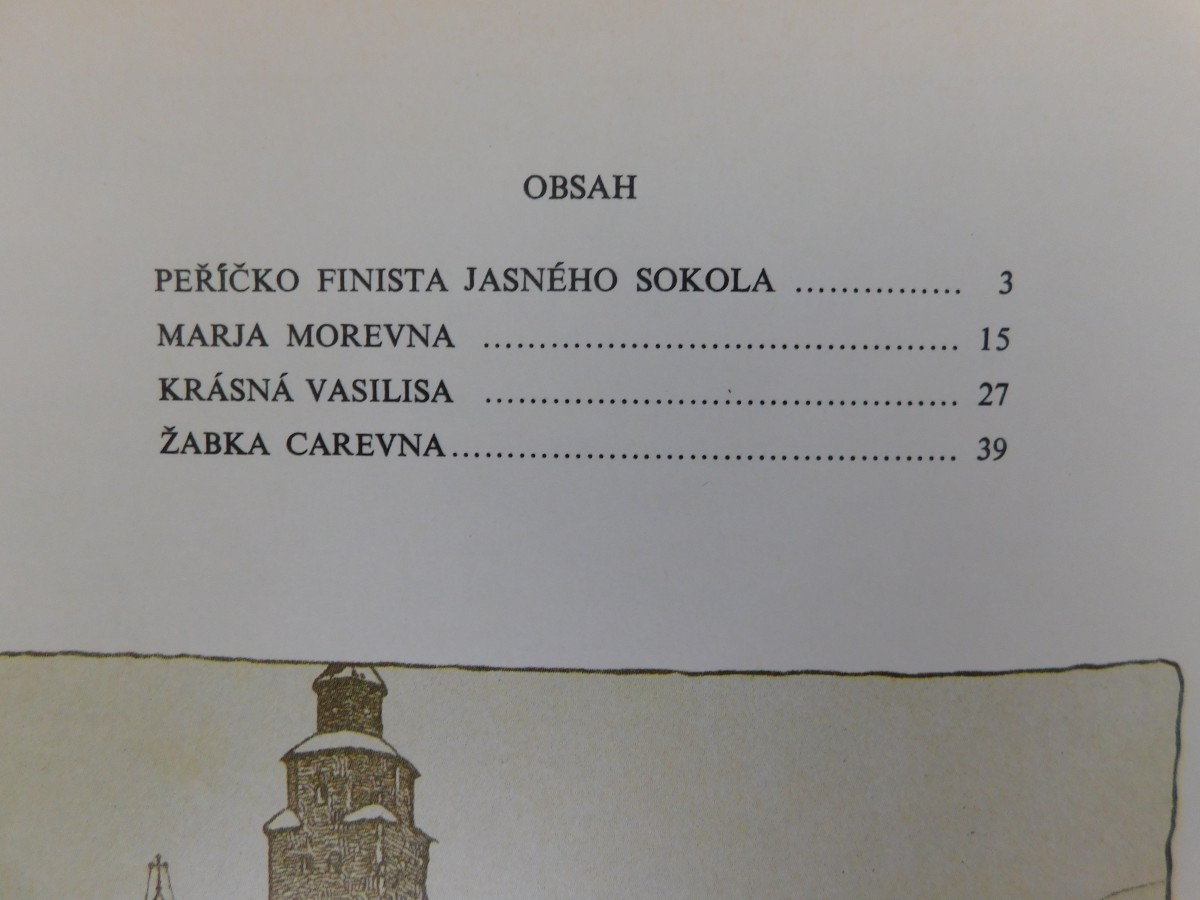 OBSAH
PEŘÍČKO FINISTA JASNÉHO SOKOLA ............... 3
MARJA MOREVNA .......................................... 15
KRÁSNÁ VASILISA .......................................... 27
ŽABKA CAREVNA............................................. 39